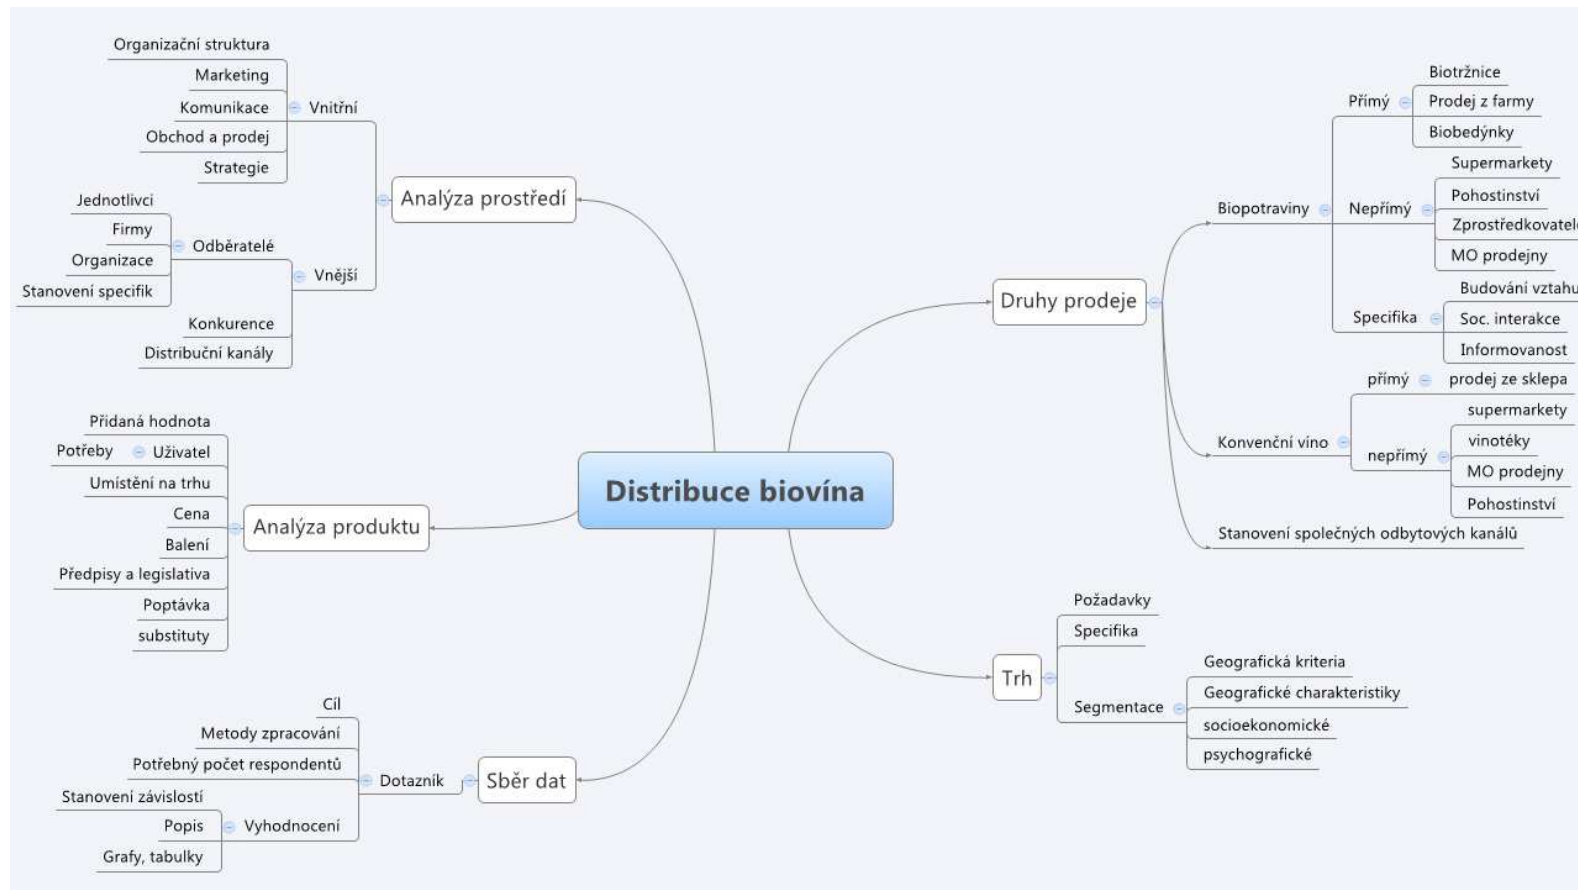 Distribuce biovína
Analýza prostředí
Vnitřní
Organizační struktura
Marketing
Komunikace
Obchod a prodej
Strategie
Vnější
Odběratelé
Jednotlivci
Firmy
Organizace
Stanovení specifik
Konkurence
Distribuční kanály
Analýza produktu
Přidaná hodnota
Uživatel
Potřeby
Umístění na trhu
Cena
Balení
Předpisy a legislativa
Poptávka
substituty
Sběr dat
Dotazník
Cíl
Metody zpracování
Potřebný počet respondentů
Vyhodnocení
Stanovení závislostí
Popis
Grafy, tabulky
Druhy prodeje
Biopotraviny
Přímý
Biotržnice
Prodej z farmy
Biobedýnky
Nepřímý
Supermarkety
Pohostinství
MO prodejny
Specifika
Budování vztahu
Soc. interakce
Informovanost
Konvenční víno
přímý
prodej ze sklepa
nepřímý
supermarkety
vinotéky
MO prodejny
Pohostinství
Stanovení společných odbytových kanálů
Trh
Požadavky
Specifika
Segmentace
Geografická kriteria
Geografické charakteristiky
socioekonomické
psychografické